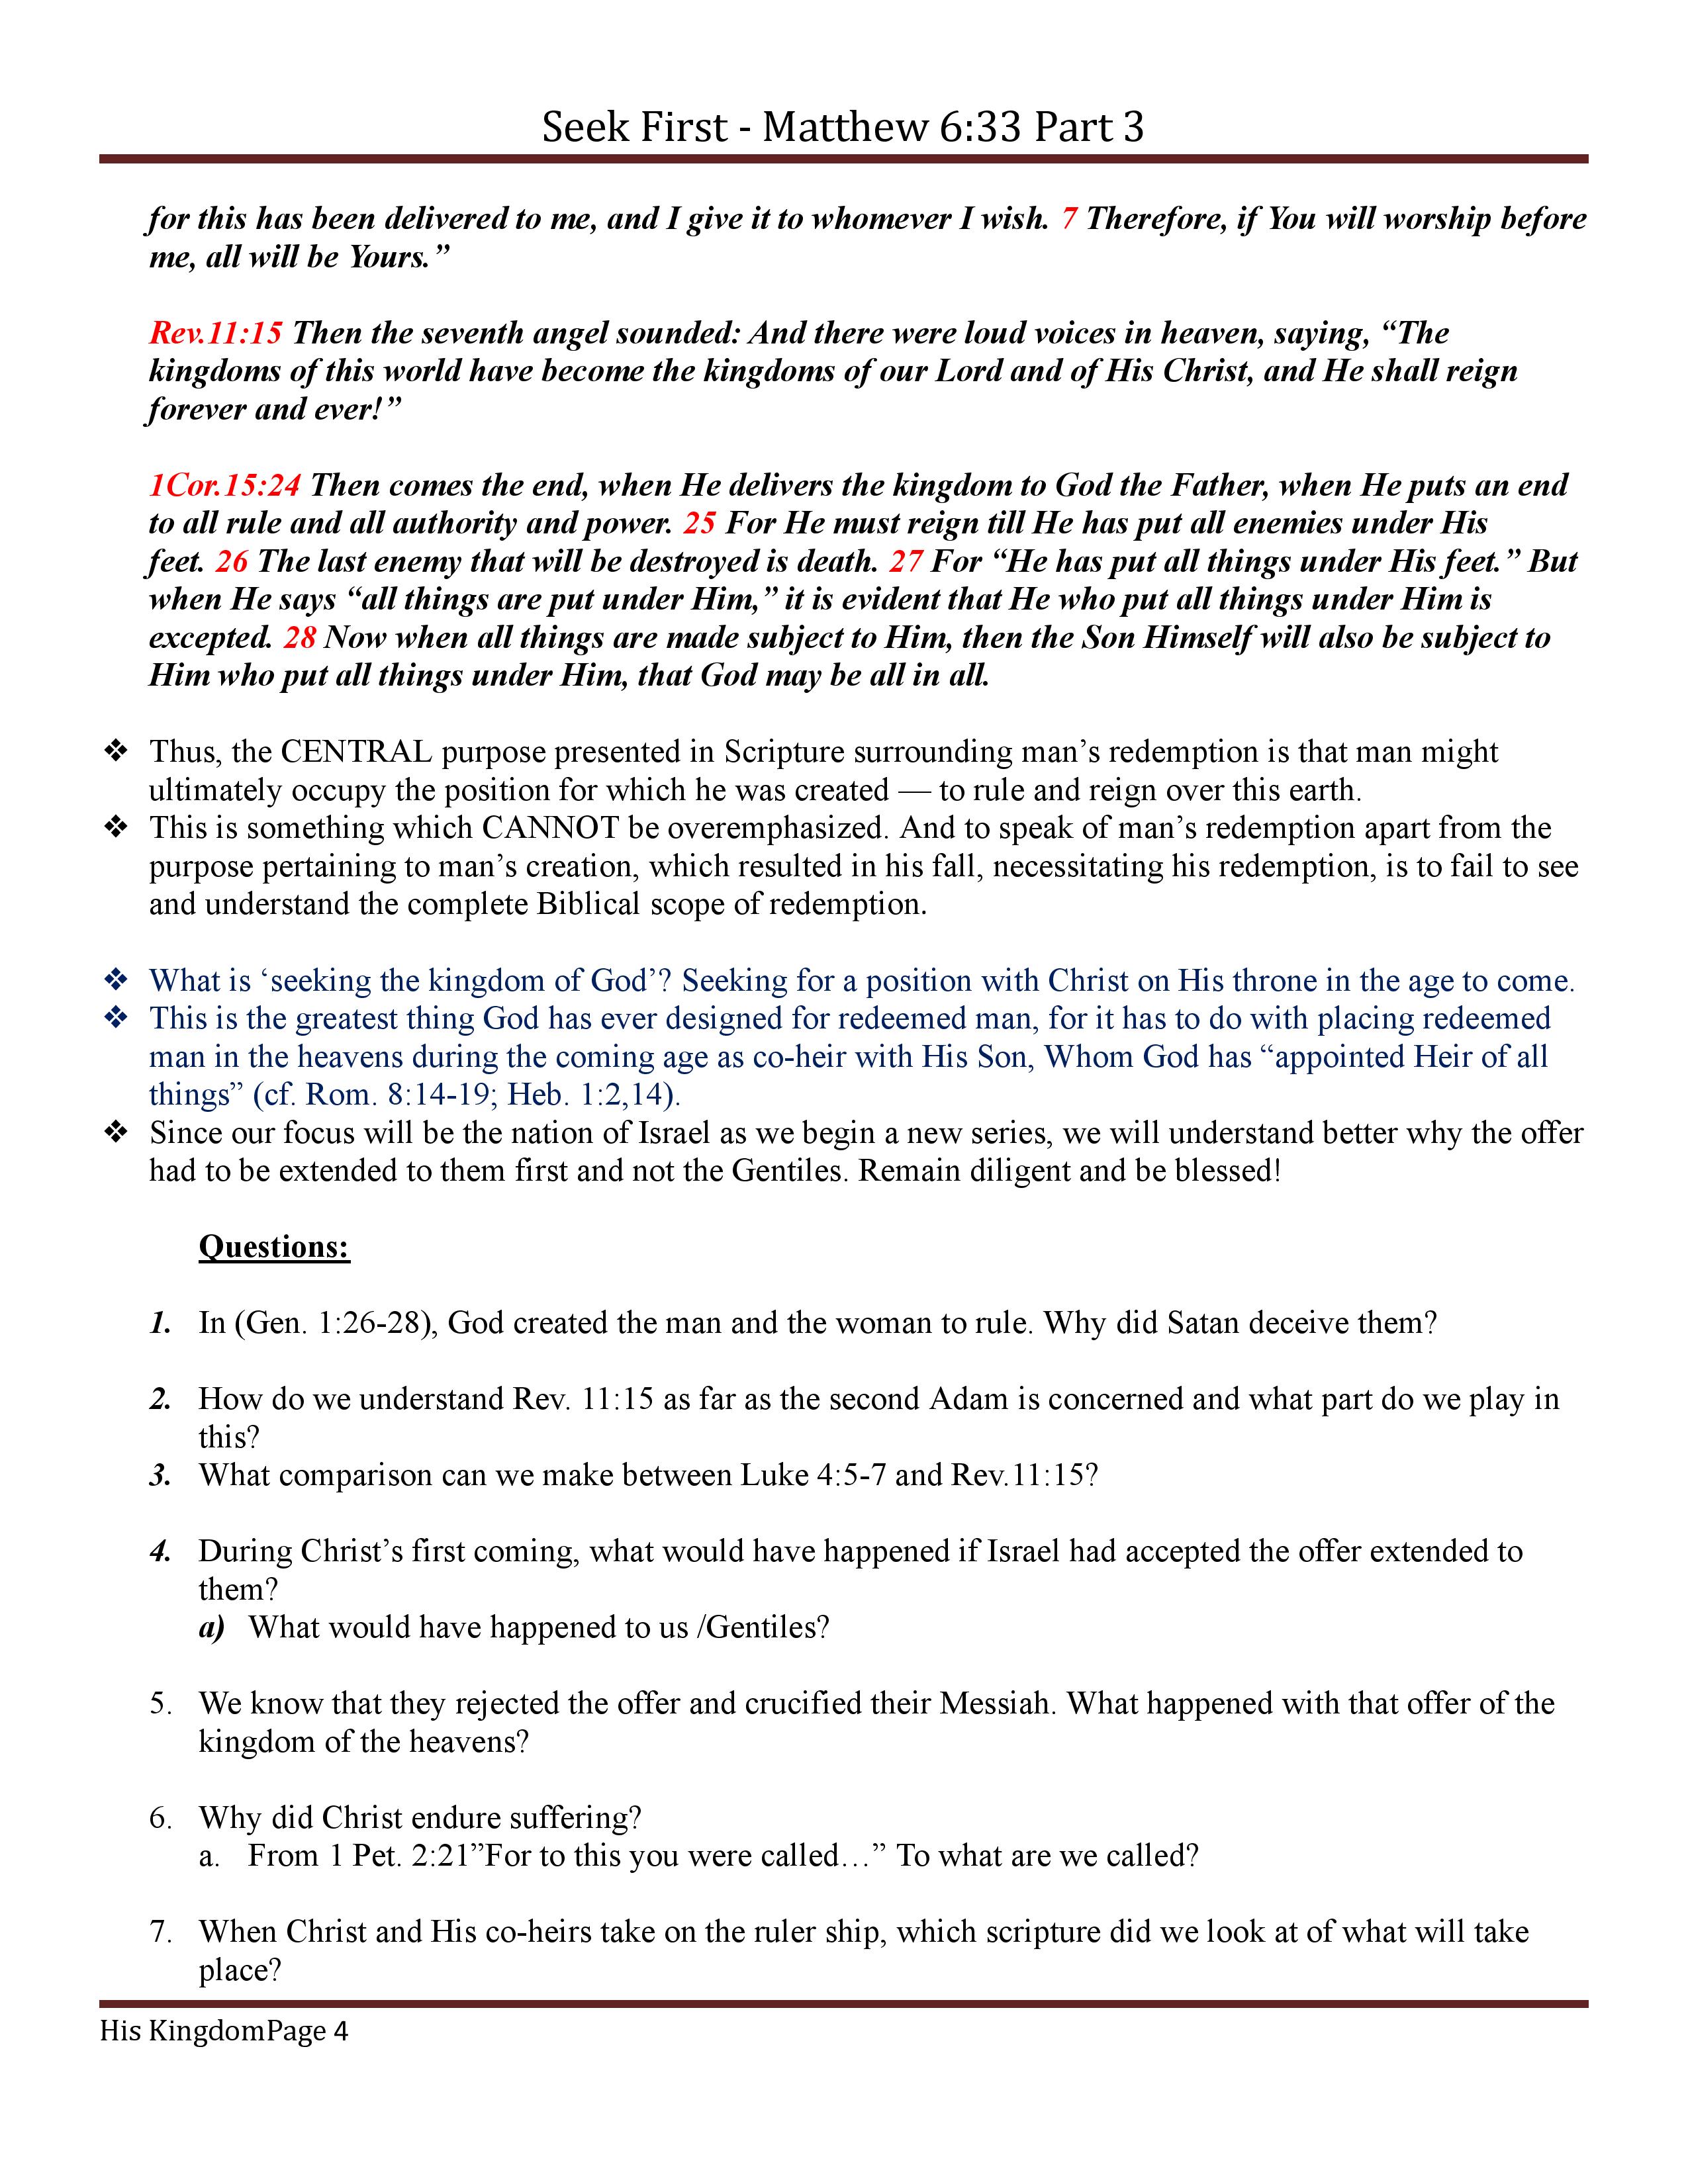 Seek First - Matthew 6:33 Part 3
for this has been delivered to me, and I give it to whomever I wish. 7 Therefore, if You will worship before
me, all will be Yours.”
Rev.11:15 Then the seventh angel sounded: And there were loud voices in heaven, saying, “The
kingdoms of this world have become the kingdoms of our Lord and of His Christ, and He shall reign
forever and ever!”
1Cor.15:24 Then comes the end, when He delivers the kingdom to God the Father, when He puts an end
to all rule and all authority and power. 25 For He must reign till He has put all enemies under His
feet. 26 The last enemy that will be destroyed is death. 27 For “He has put all things under His feet.” But
when He says “all things are put under Him,” it is evident that He who put all things under Him is
excepted. 28 Now when all things are made subject to Him, then the Son Himself will also be subject to
Him who put all things under Him, that God may be all in all.
❖ Thus, the CENTRAL purpose presented in Scripture surrounding man’s redemption is that man might
ultimately occupy the position for which he was created — to rule and reign over this earth.
❖ This is something which CANNOT be overemphasized. And to speak of man’s redemption apart from the
purpose pertaining to man’s creation, which resulted in his fall, necessitating his redemption, is to fail to see
and understand the complete Biblical scope of redemption.
❖ What is ‘seeking the kingdom of God’? Seeking for a position with Christ on His throne in the age to come.
❖ This is the greatest thing God has ever designed for redeemed man, for it has to do with placing redeemed
man in the heavens during the coming age as co-heir with His Son, Whom God has “appointed Heir of all
things” (cf. Rom. 8:14-19; Heb. 1:2,14).
❖ Since our focus will be the nation of Israel as we begin a new series, we will understand better why the offer
had to be extended to them first and not the Gentiles. Remain diligent and be blessed!
Questions:
1. In (Gen. 1:26-28), God created the man and the woman to rule. Why did Satan deceive them?
2. How do we understand Rev. 11:15 as far as the second Adam is concerned and what part do we play in
this?
3. What comparison can we make between Luke 4:5-7 and Rev.11:15?
4. During Christ’s first coming, what would have happened if Israel had accepted the offer extended to
them?
a) What would have happened to us /Gentiles?
5. We know that they rejected the offer and crucified their Messiah. What happened with that offer of the
kingdom of the heavens?
6. Why did Christ endure suffering?
a. From 1 Pet. 2:21”For to this you were called…” To what are we called?
7. When Christ and His co-heirs take on the ruler ship, which scripture did we look at of what will take
place?
His KingdomPage 4